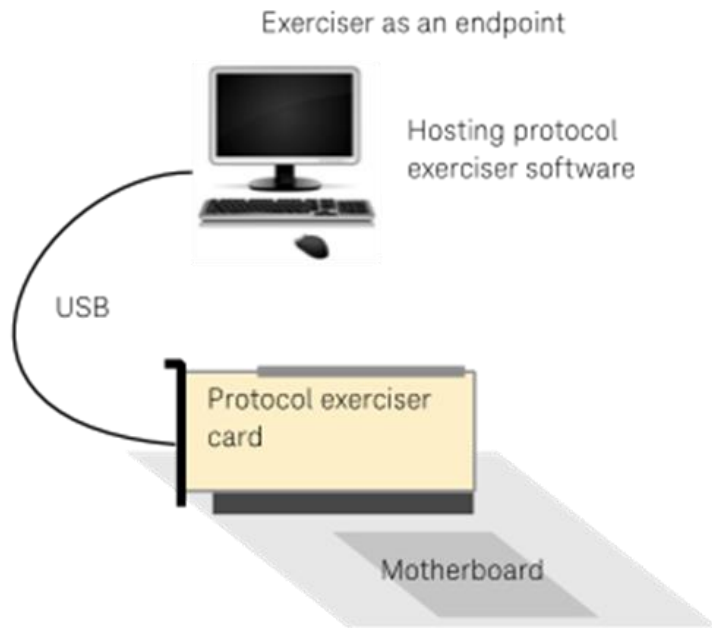 Exerciser as an endpoint
Hosting protocol
exerciser software
USB
Protocol exerciser
card
Motherboard